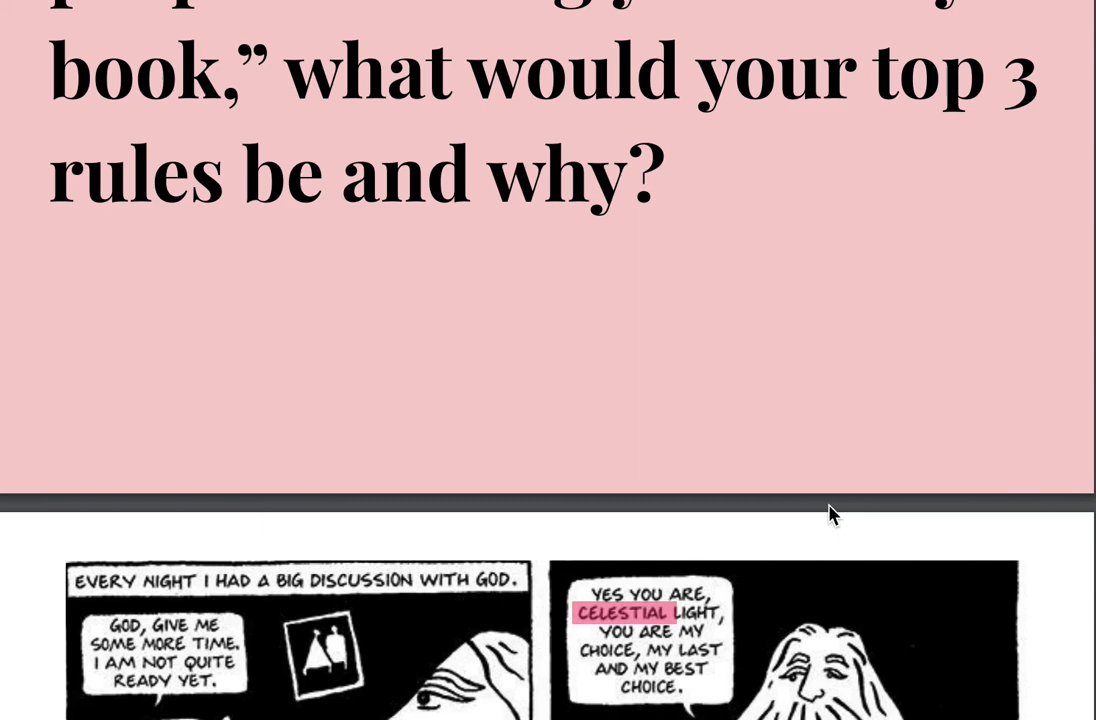 book,” what would your top 3
rules be and why?
EVERY NIGHT I HAD A BIG DISCUSSION WITH GOD.
GOD, GIVE ME
SOME MORE TIME.
I AM NOT QUITE
READY YET.
YES YOU ARE,
CELESTIAL LIGHT,
YOU ARE MY
CHOICE, MY LAST
AND MY BEST
CHOICE.